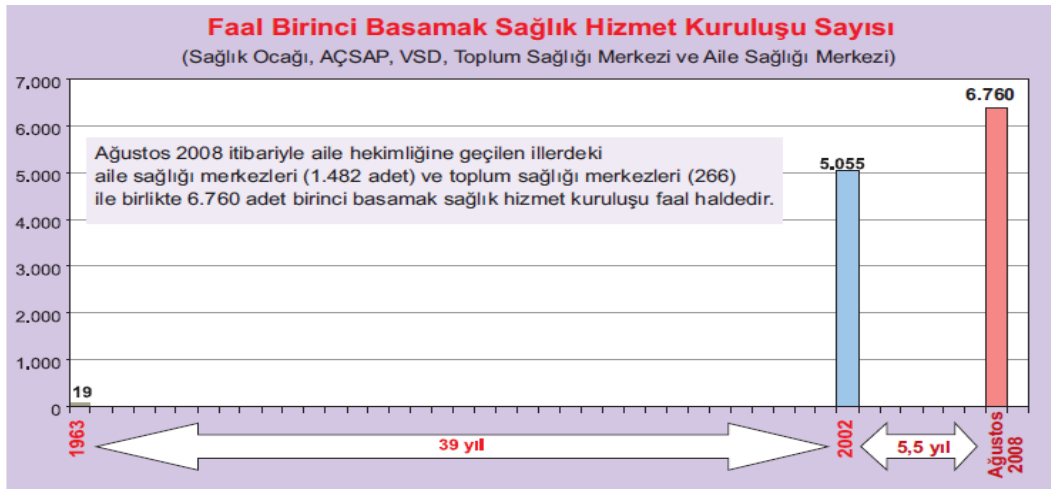 Faal Birinci Basamak Sağlık Hizmet Kuruluşu Sayısı
(Sağlık Ocağı, AÇSAP, VSD, Toplum Sağlığı Merkezi ve Aile Sağlığı Merkezi)
7.000
6.000
5.000
4.000
3.000
2.000
1.000
0
Ağustos 2008 itibariyle aile hekimliğine geçilen illerdeki
aile sağlığı merkezleri (1.482 adet) ve toplum sağlığı merkezleri (266)
ile birlikte 6.760 adet birinci basamak sağlık hizmet kuruluşu faal haldedir.
19
5.055
6.760
1963
39 yıl
2002
5,5 yıl
Ağustos
2008